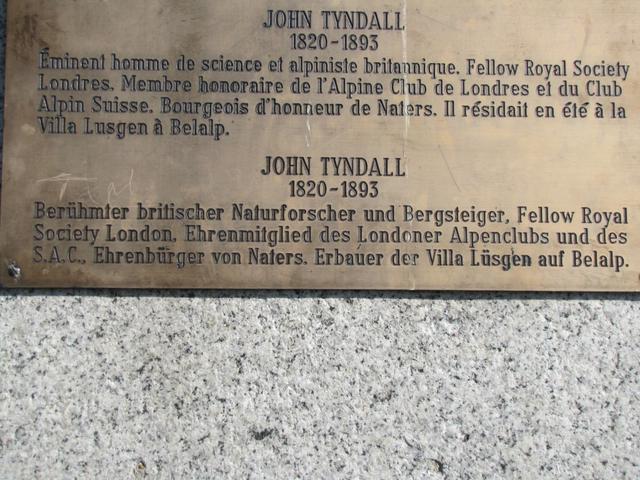 JOHN TYNDALL
1820-1893
Éminent homme de science et alpiniste britannique. Fellow Royal Society
Londres. Membre honoraire de l'Alpine Club de Londres et du Club
Alpin Suisse. Bourgeois d'honneur de Naters. Il résidait en été à la
Villa Lusgen à Belalp.
JOHN TYNDALL
1820-1893
Berühmter britischer Naturforscher und Bergsteiger, Fellow Royal
Society London, Ehrenmitglied des Londoner Alpenclubs und des
S.A.C., Ehrenbürger von Naters. Erbauer der Villa Lüsgen auf Belalp.